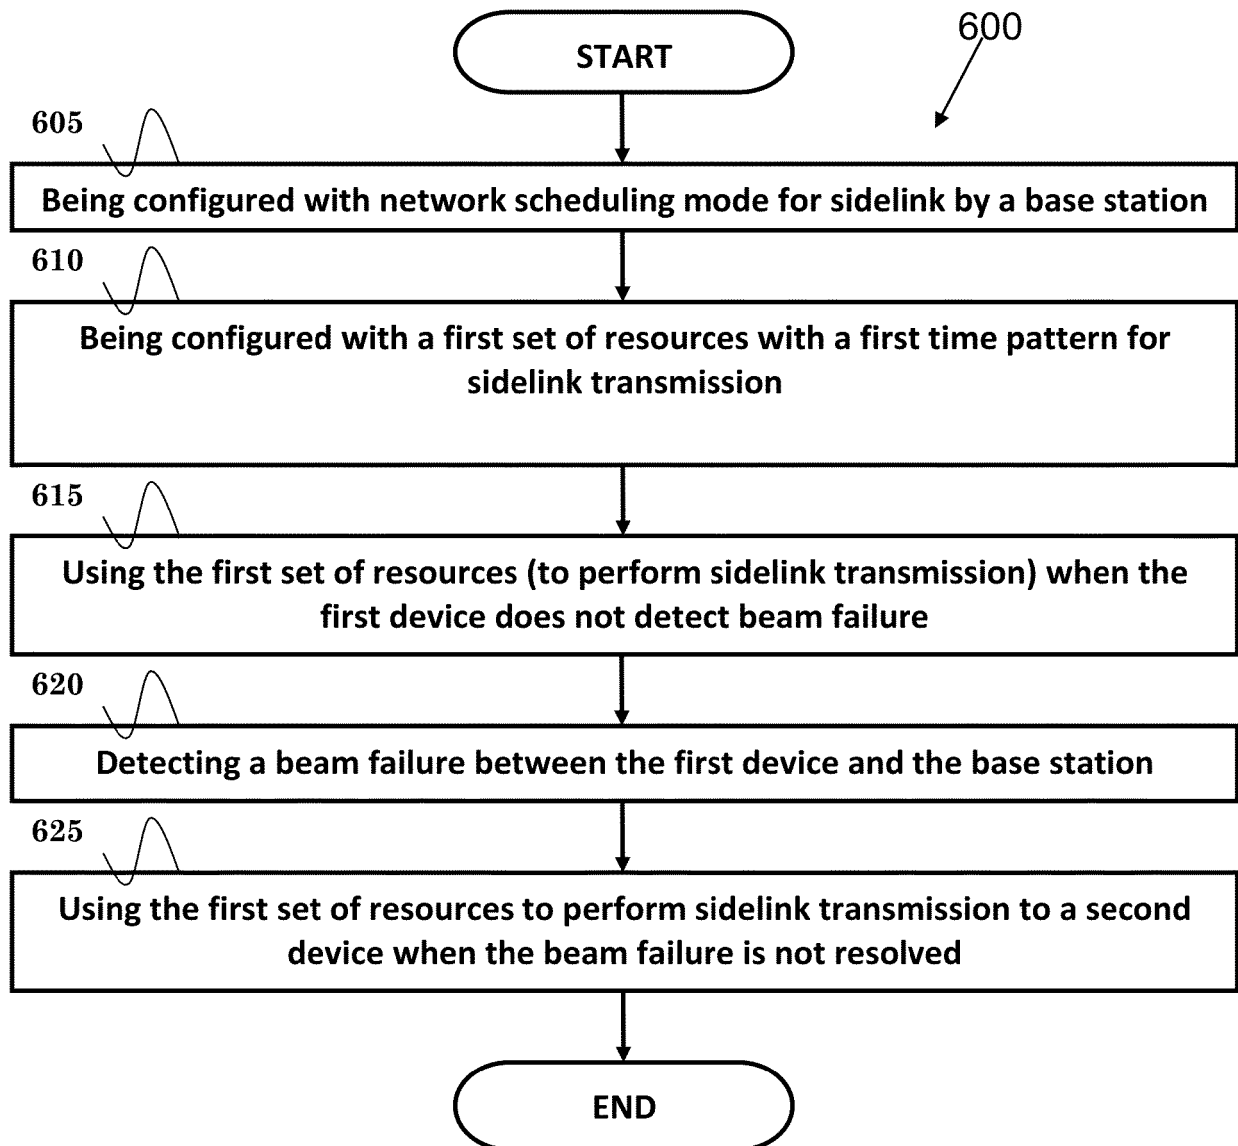 START
600
605
Being configured with network scheduling mode for sidelink by a base station
610
Being configured with a first set of resources with a first time pattern for
sidelink transmission
615
Using the first set of resources (to perform sidelink transmission) when the
first device does not detect beam failure
620
Detecting a beam failure between the first device and the base station
625
Using the first set of resources to perform sidelink transmission to a second
device when the beam failure is not resolved
END